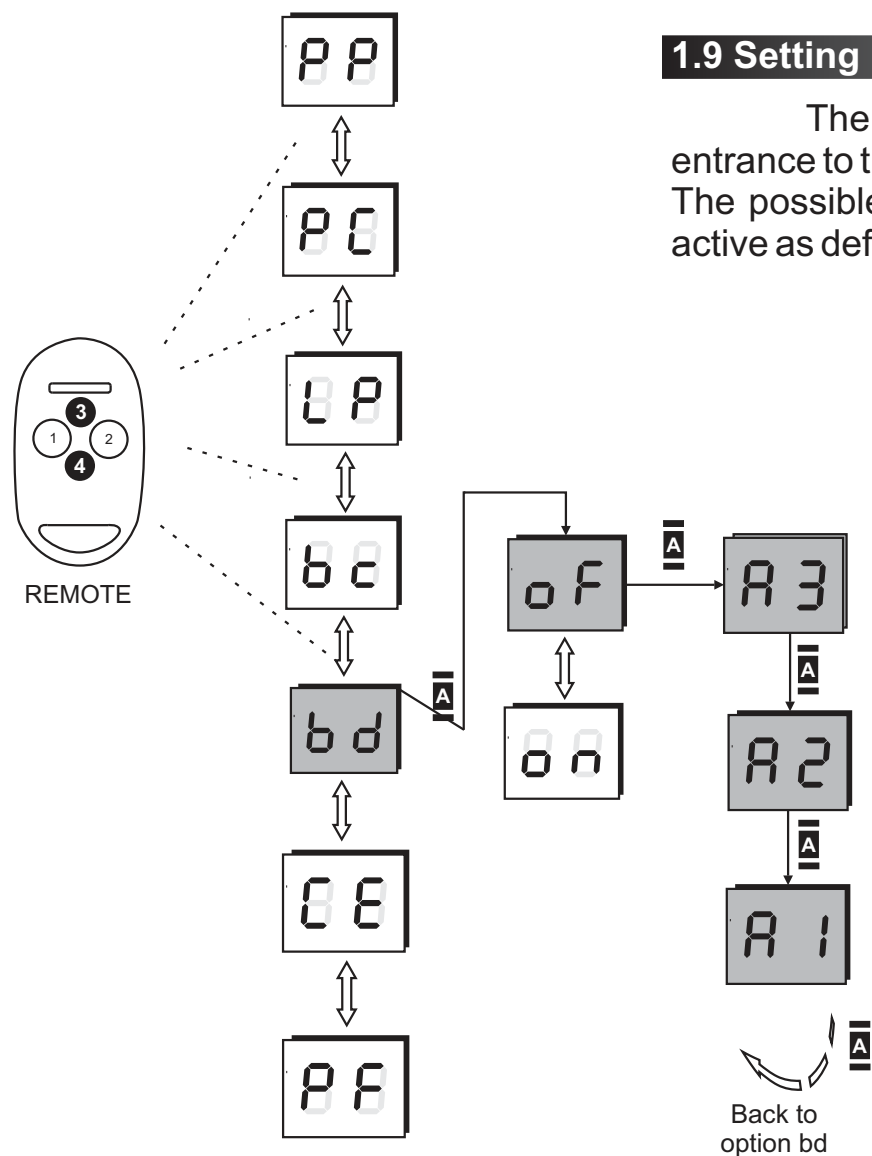 PP
1.9 Setting
The
entrance to t
The possible
active as def
PC
LP
3
1 2
4
REMOTE
bc
oF
A
A3
A
bd
A
on
A2
A
CE
A1
A
PF
Back to
option bd